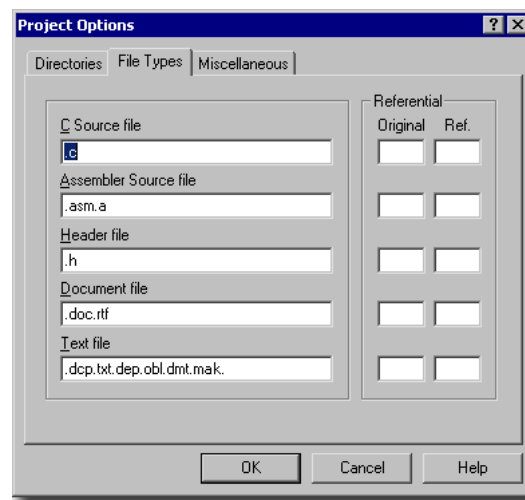 Project Options
Directories File Types Miscellaneous
Referential
C Source file Original Ref.
.c
Assembler Source file
.asm.a
Header file
.h
Document file
.doc.rtf
Text file
.dcp.txt.dep.obl.dmt.mak.
OK Cancel Help